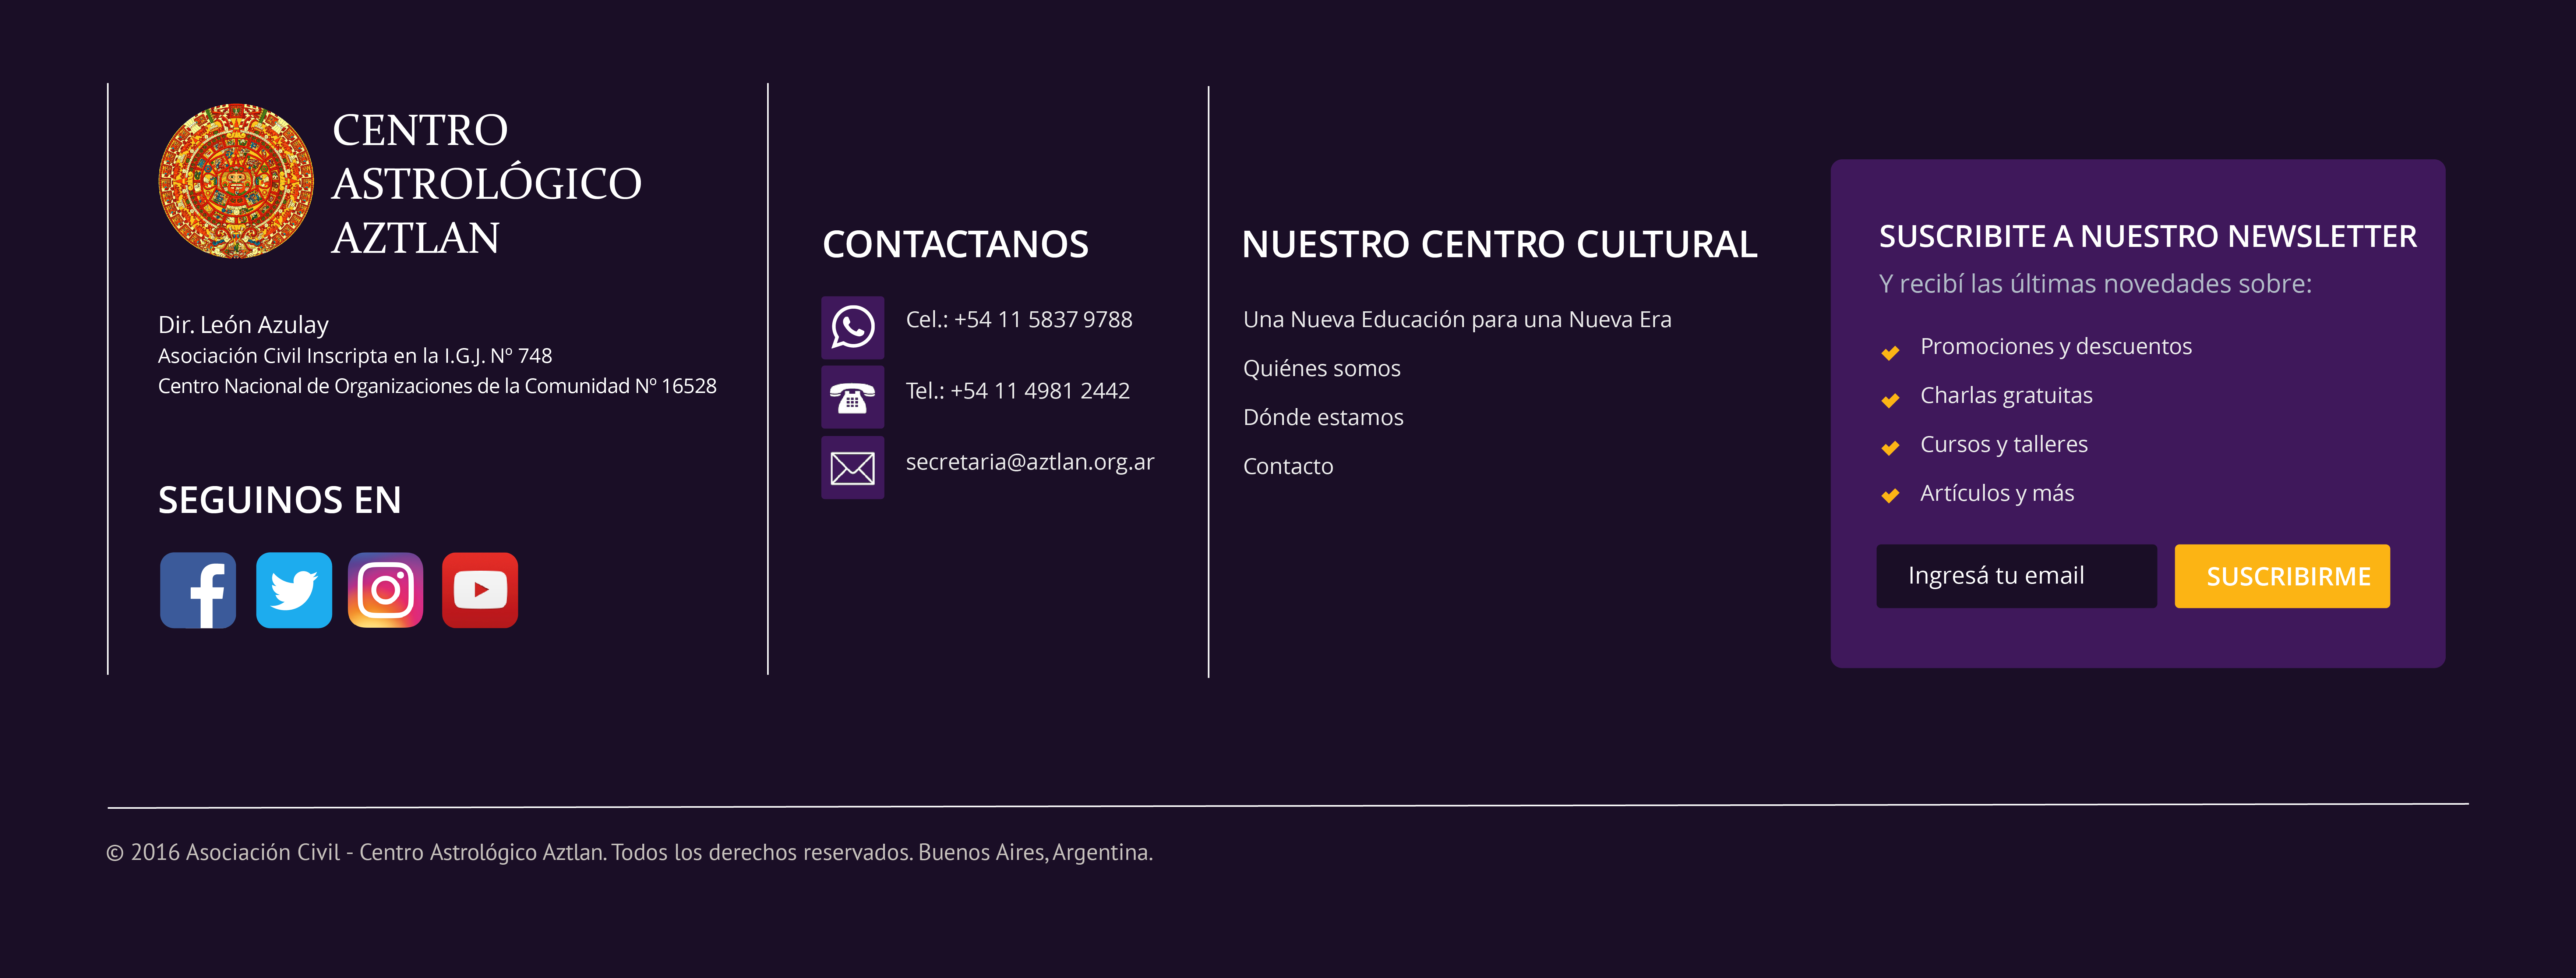 CENTRO
ASTROLÓGICO
AZTLAN
Dir. León Azulay
Asociación Civil Inscripta en la I.G.J. Nº 748
Centro Nacional de Organizaciones de la Comunidad Nº 16528
SEGUINOS EN
CONTACTANOS
Cel.: +54 11 5837 9788
Tel.: +54 11 4981 2442
secretaria@aztlan.org.ar
NUESTRO CENTRO CULTURAL
Una Nueva Educación para una Nueva Era
Quiénes somos
Dónde estamos
Contacto
SUSCRIBITE A NUESTRO NEWSLETTER
Y recibí las últimas novedades sobre:
Promociones y descuentos
Charlas gratuitas
Cursos y talleres
Artículos y más
Ingresá tu email
SUSCRIBIRME
© 2016 Asociación Civil - Centro Astrológico Aztlan. Todos los derechos reservados. Buenos Aires, Argentina.